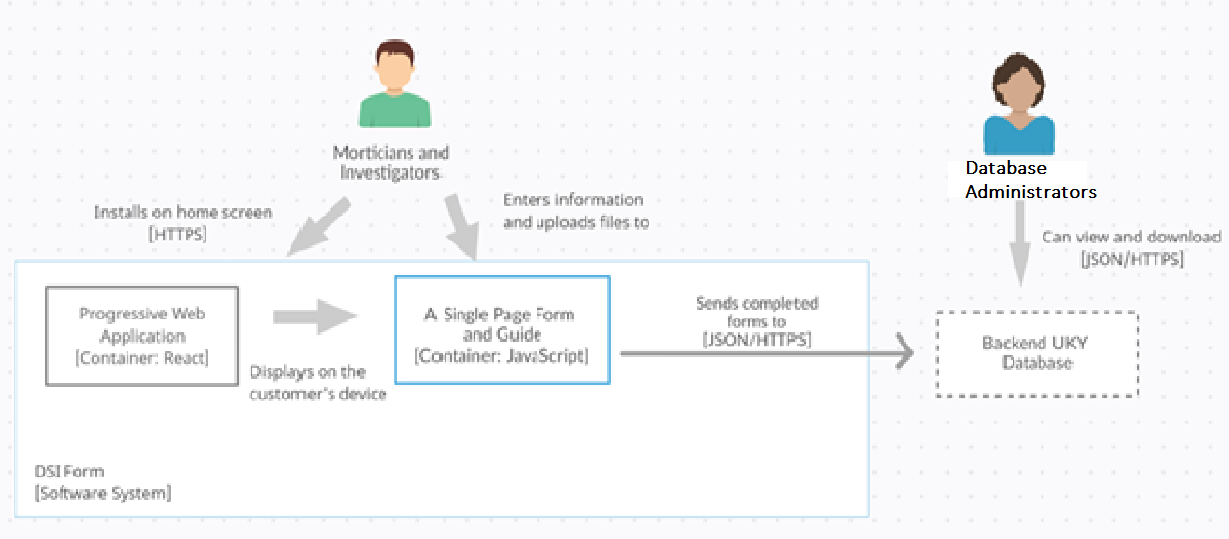 Morticians and
Investigators
Database
Administrators
Installs on home screen
[HTTPS]
Enters information
and uploads files to
Can view and download
[JSON/HTTPS]
Progressive Web
Application
[Container: React]
Displays on the
customer's device
A Single Page Form
and Guide
[Container: JavaScript]
Sends completed
forms to
[JSON/HTTPS]
Backend UKY
Database
DSI Form
[Software System]